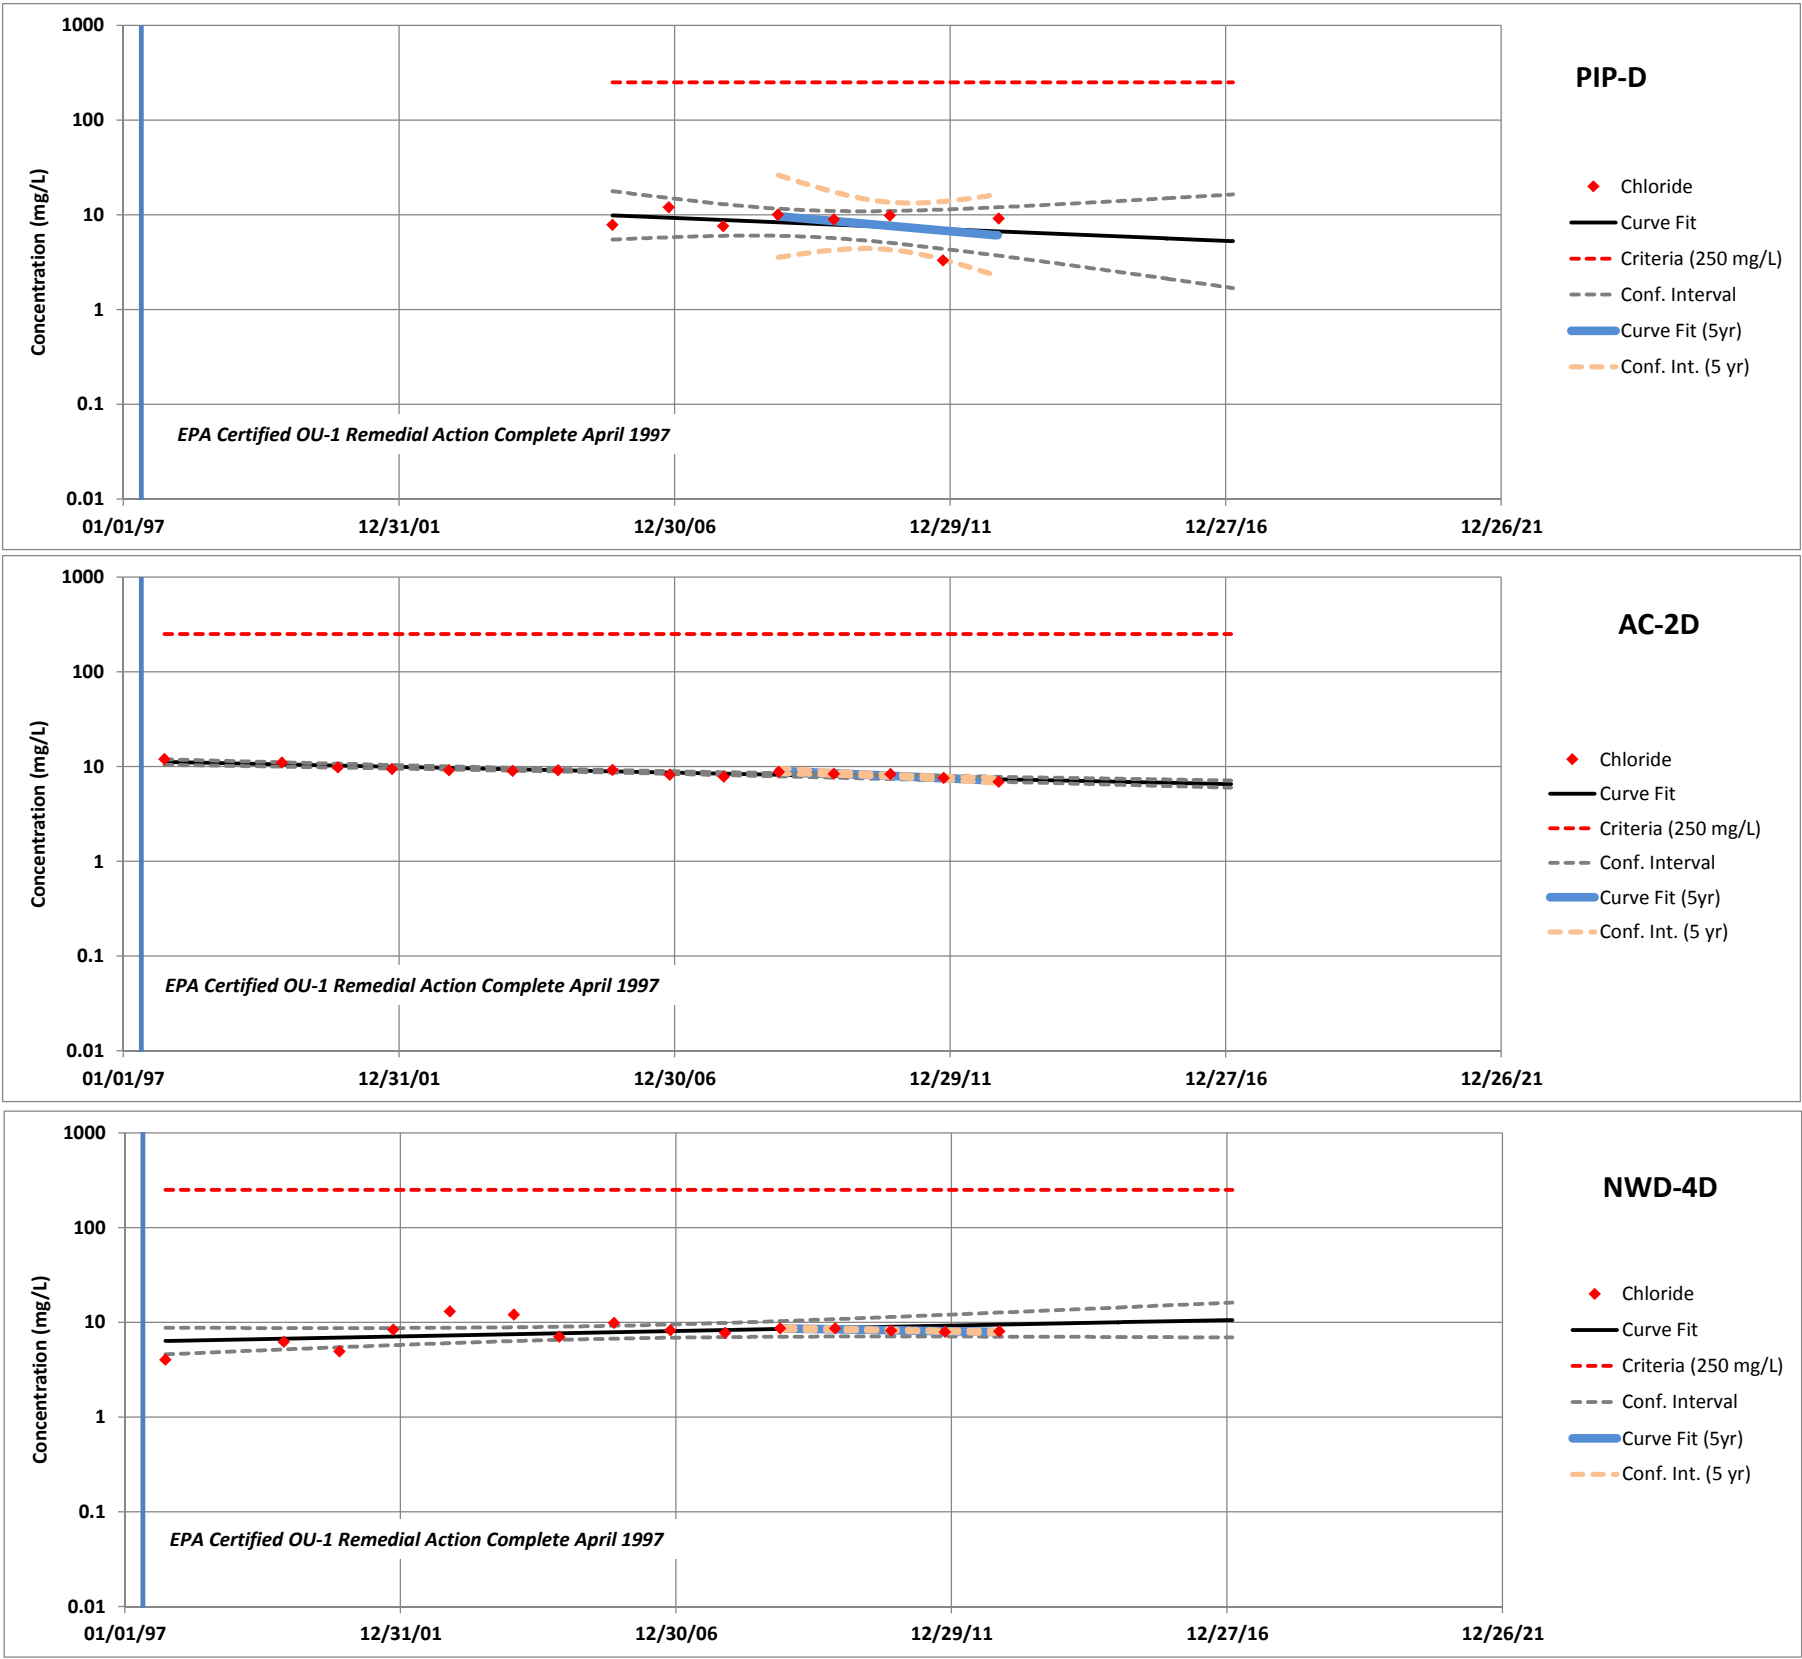 1000
100
10
1
0.1
0.01
Concentration (mg/L)
01/01/97
12/31/01
12/30/06
12/29/11
12/27/16
12/26/21
EPA Certified OU-1 Remedial Action Complete April 1997
PIP-D
Chloride
Curve Fit
Criteria (250 mg/L)
Conf. Interval
Curve Fit (5yr)
Conf. Int. (5 yr)
1000
100
10
1
0.1
0.01
Concentration (mg/L)
01/01/97
12/31/01
12/30/06
12/29/11
12/27/16
12/26/21
EPA Certified OU-1 Remedial Action Complete April 1997
AC-2D
Chloride
Curve Fit
Criteria (250 mg/L)
Conf. Interval
Curve Fit (5yr)
Conf. Int. (5 yr)
1000
100
10
1
0.1
0.01
Concentration (mg/L)
01/01/97
12/31/01
12/30/06
12/29/11
12/27/16
12/26/21
EPA Certified OU-1 Remedial Action Complete April 1997
NWD-4D
Chloride
Curve Fit
Criteria (250 mg/L)
Conf. Interval
Curve Fit (5yr)
Conf. Int. (5 yr)